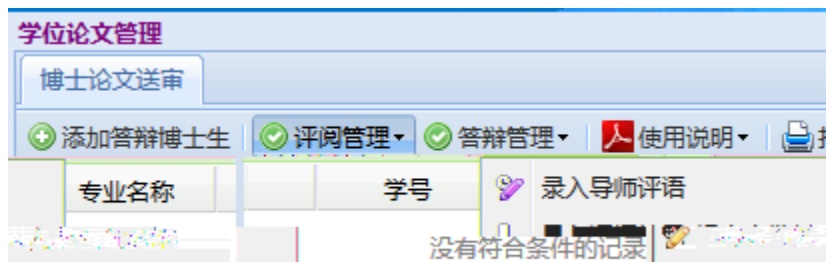 学位论文管理
博士论文送审
添加答辩博士生 评阅管理 答辩管理 使用说明
专业名称 学号 录入导师评语
没有符合条件的记录